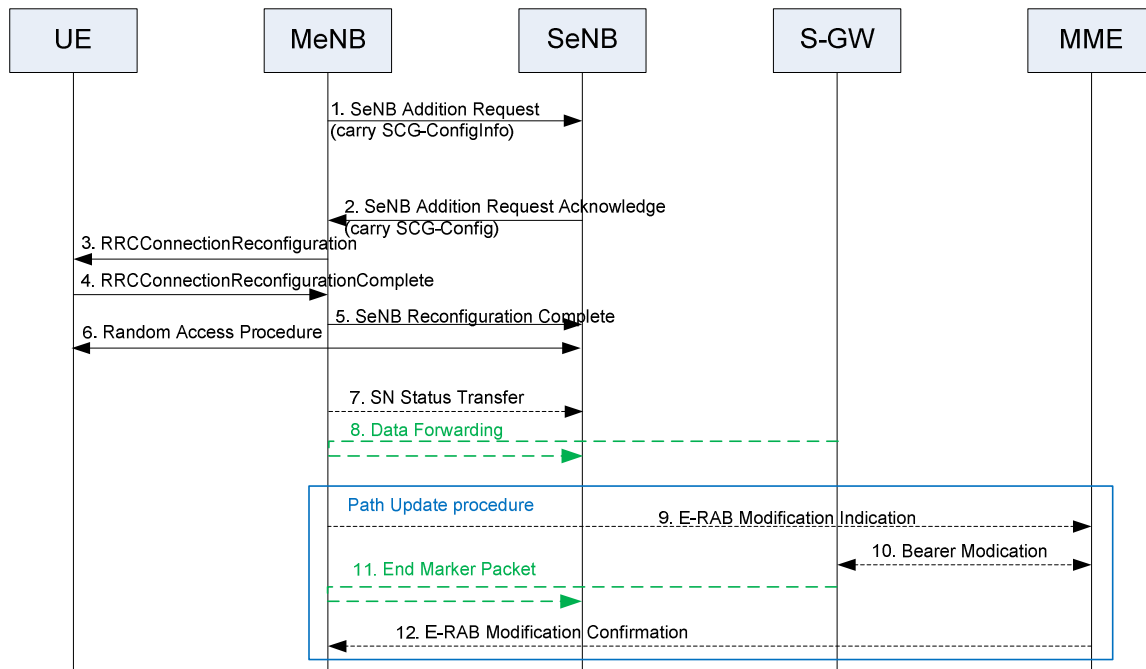 UE
MeNB
SeNB
S-GW
MME
1. SeNB Addition Request
(carry SCG-ConfigInfo)
2. SeNB Addition Request Acknowledge
(carry SCG-Config)
3. RRCConnectionReconfiguration
4. RRCConnectionReconfigurationComplete
5. SeNB Reconfiguration Complete
6. Random Access Procedure
7. SN Status Transfer
8. Data Forwarding
Path Update procedure
9. E-RAB Modification Indication
10. Bearer Modication
11. End Marker Packet
12. E-RAB Modification Confirmation